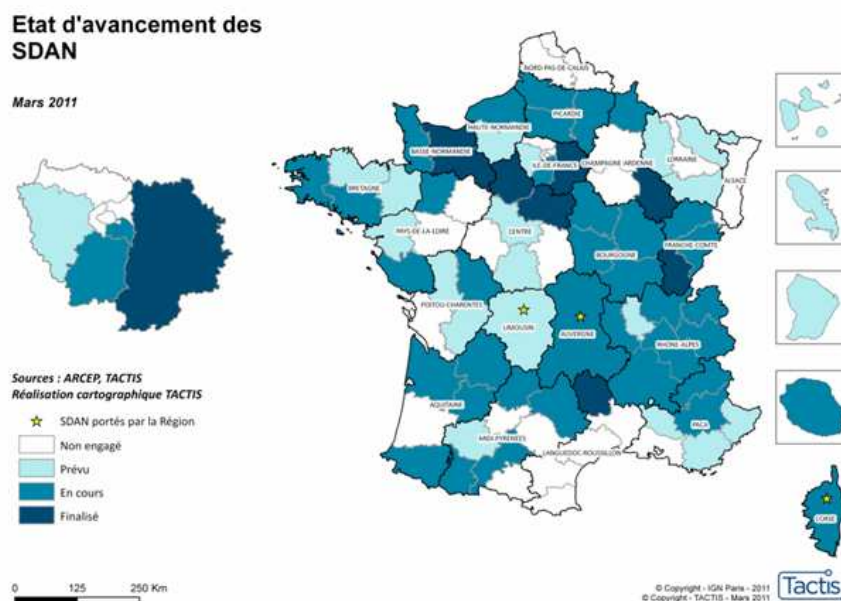 Etat d'avancement des
SDAN
Mars 2011
NORD-PAS-DE-CALAIS
PICARDIE
HAUTE-NORMANDIE
BASSE-NORMANDIE
ILE-DE-FRANCE
CHAMPAGNE-ARDENNE
LORRAINE
ALSACE
BRETAGNE
PAYS-DE-LA-LOIRE
CENTRE
BOURGOGNE
FRANCHE-COMTE
POITOU-CHARENTES
LIMOUSIN
AUVERGNE
RHONE-ALPES
AQUITAINE
MIDI-PYRENEES
LANGUEDOC-ROUSSILLON
PACA
CORSE
Sources : ARCEP, TACTIS
Réalisation cartographique TACTIS
SDAN portés par la Région
Non engagé
Prévu
En cours
Finalisé
0 125 250 Km
© Copyright - IGN Paris - 2011
© Copyright - TACTIS - Mars 2011
Tactis